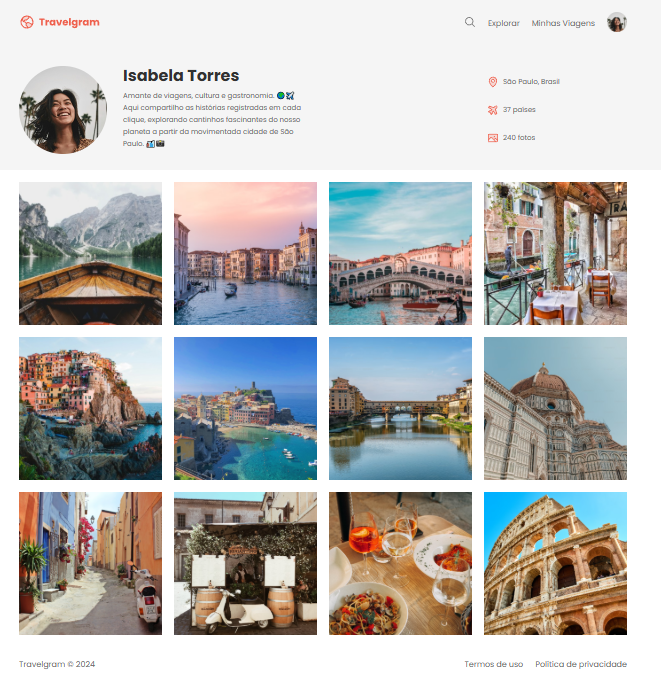 Travelgram
Explorar
Minhas Viagens
Isabela Torres
Amante de viagens, cultura e gastronomia. 🌍✈️
Aqui compartilho as histórias registradas em cada
clique, explorando cantinhos fascinantes do nosso
planeta a partir da movimentada cidade de São
Paulo. 🏙️📷
São Paulo, Brasil
37 países
240 fotos
Travelgram © 2024
Termos de uso
Política de privacidade